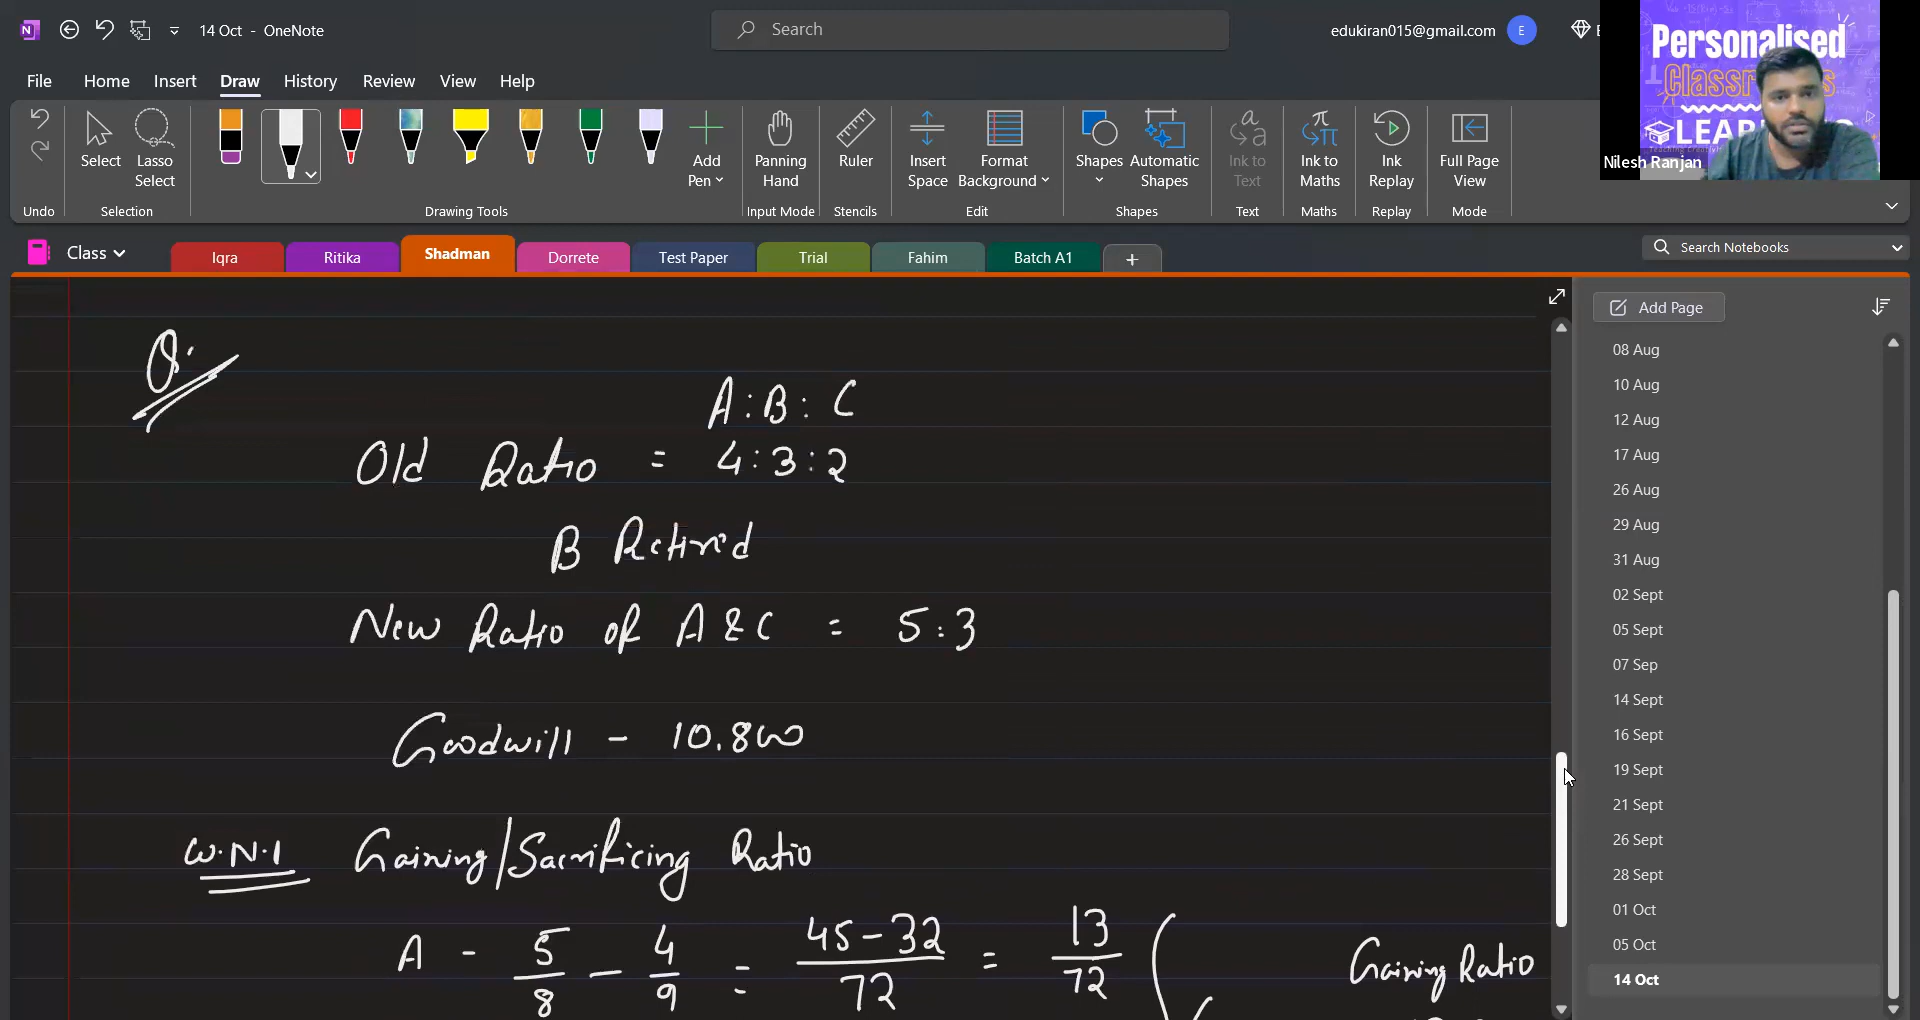 14 Oct - OneNote
Search
edukiran015@gmail.com
E
File Home Insert Draw History Review View Help
Undo
Select
Lasso Select
Selection
Drawing Tools
Add Pen
Panning Hand
Input Mode
Ruler
Stencils
Insert Space
Format Background
Edit
Shapes
Automatic Shapes
Shapes
Ink to Text
Text
Ink to Maths
Maths
Ink Replay
Replay
Full Page View
Mode
Personalised
Nilesh Ranjan
Class
Iqra Ritika Shadman Dorrete Test Paper Trial Fahim Batch A1 +
Search Notebooks
Add Page
08 Aug
10 Aug
12 Aug
17 Aug
26 Aug
29 Aug
31 Aug
02 Sept
05 Sept
07 Sep
14 Sept
16 Sept
19 Sept
21 Sept
26 Sept
28 Sept
01 Oct
05 Oct
14 Oct
Q.
A : B : C
Old Ratio = 4 : 3 : 2
B Retired
New Ratio of A & C = 5 : 3
Goodwill - 10.800
W.N.1 Gaining/Sacrificing Ratio
A - 5/8 - 4/9 = 45-32/72 = 13/72
Gaining Ratio